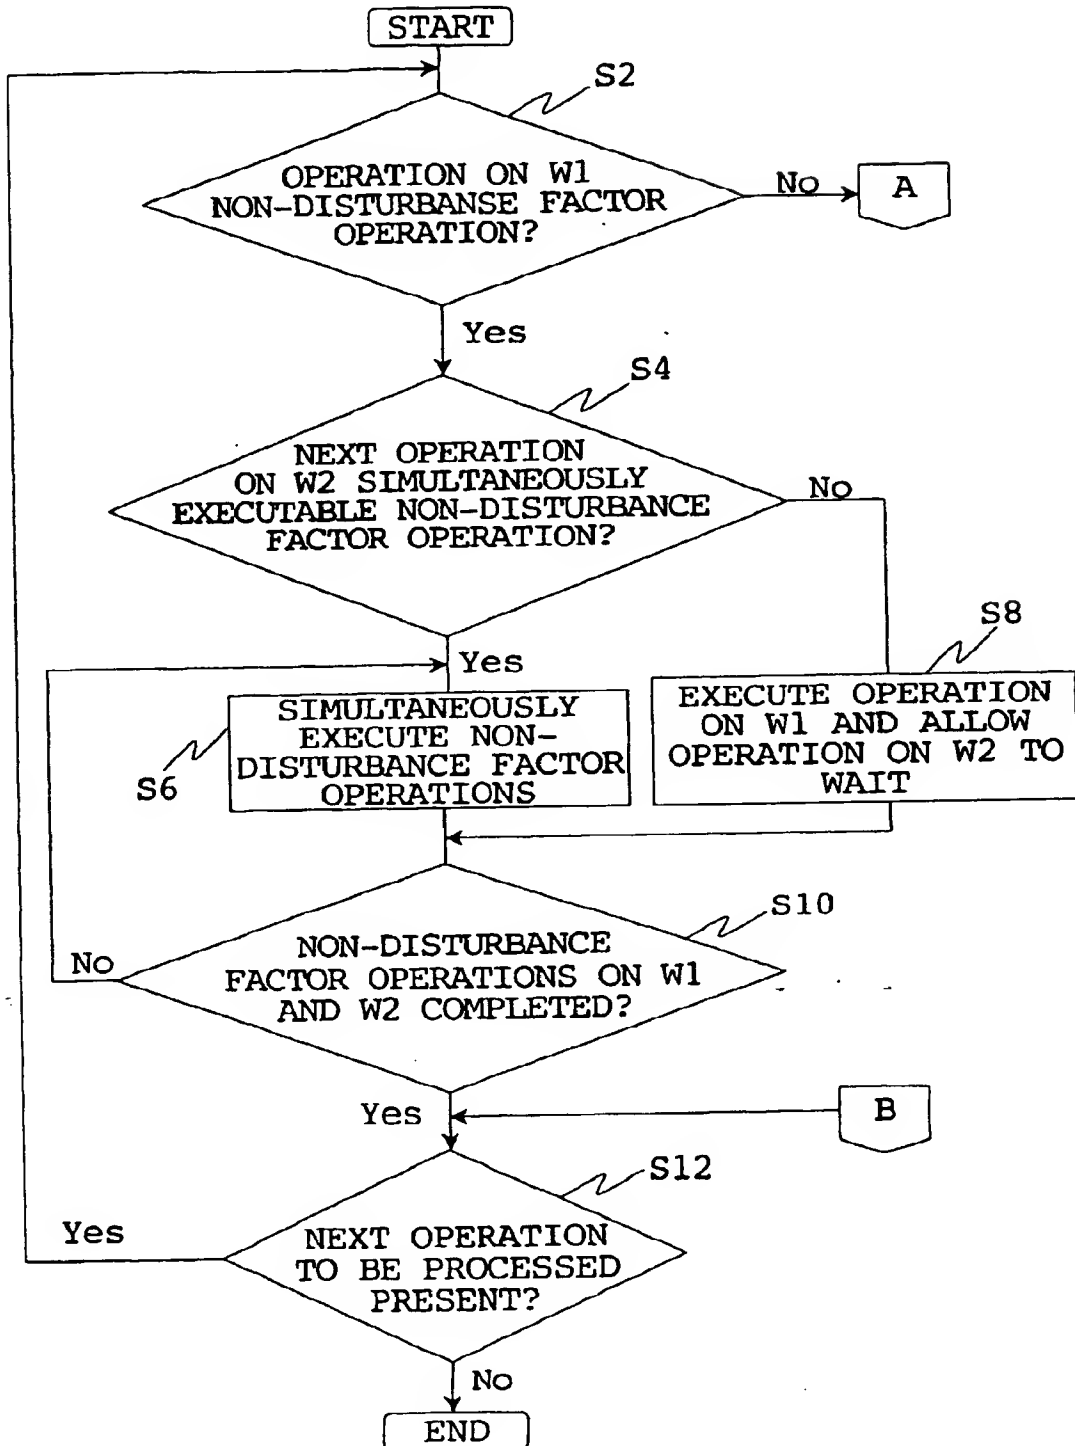 START
S2
OPERATION ON W1
NON-DISTURBANSE FACTOR
OPERATION?
No
A
Yes
S4
NEXT OPERATION
ON W2 SIMULTANEOUSLY
EXECUTABLE NON-DISTURBANCE
FACTOR OPERATION?
No
Yes
S8
S6
SIMULTANEOUSLY
EXECUTE NON-
DISTURBANCE FACTOR
OPERATIONS
EXECUTE OPERATION
ON W1 AND ALLOW
OPERATION ON W2 TO
WAIT
S10
NON-DISTURBANCE
FACTOR OPERATIONS ON W1
AND W2 COMPLETED?
No
Yes
B
S12
NEXT OPERATION
TO BE PROCESSED
PRESENT?
Yes
No
END